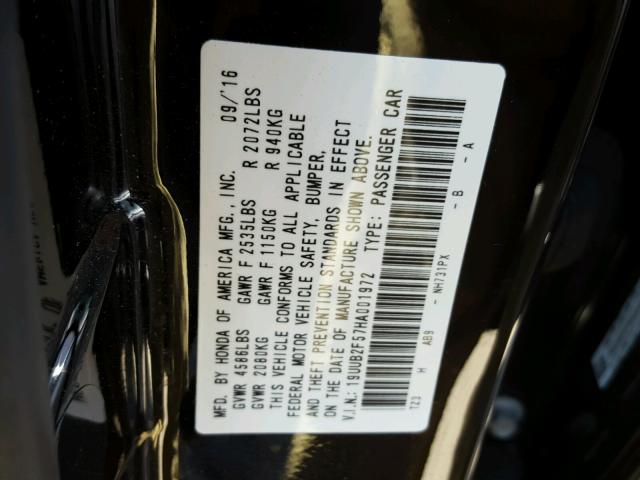 MFD. BY HONDA OF AMERICA MFG., INC. 09/'16
GVWR 4586LBS GAWR F 2535LBS R 2072LBS
GVWR 2080KG GAWR F 1150KG R 940KG
THIS VEHICLE CONFORMS TO ALL APPLICABLE
FEDERAL MOTOR VEHICLE SAFETY, BUMPER,
AND THEFT PREVENTION STANDARDS IN EFFECT
ON THE DATE OF MANUFACTURE SHOWN ABOVE.
V.I.N.: 19UUB2F57HA001972 TYPE: PASSENGER CAR
TZ3 H AB9 - NH731PX - B - A